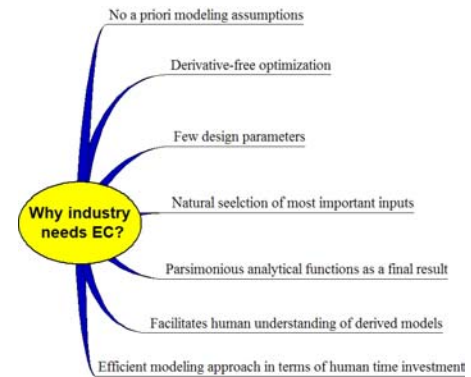 No a priori modeling assumptions
Derivative-free optimization
Few design parameters
Natural seelction of most important inputs
Why industry
needs EC?
Parsimonious analytical functions as a final result
Facilitates human understanding of derived models
Efficient modeling approach in terms of human time investment